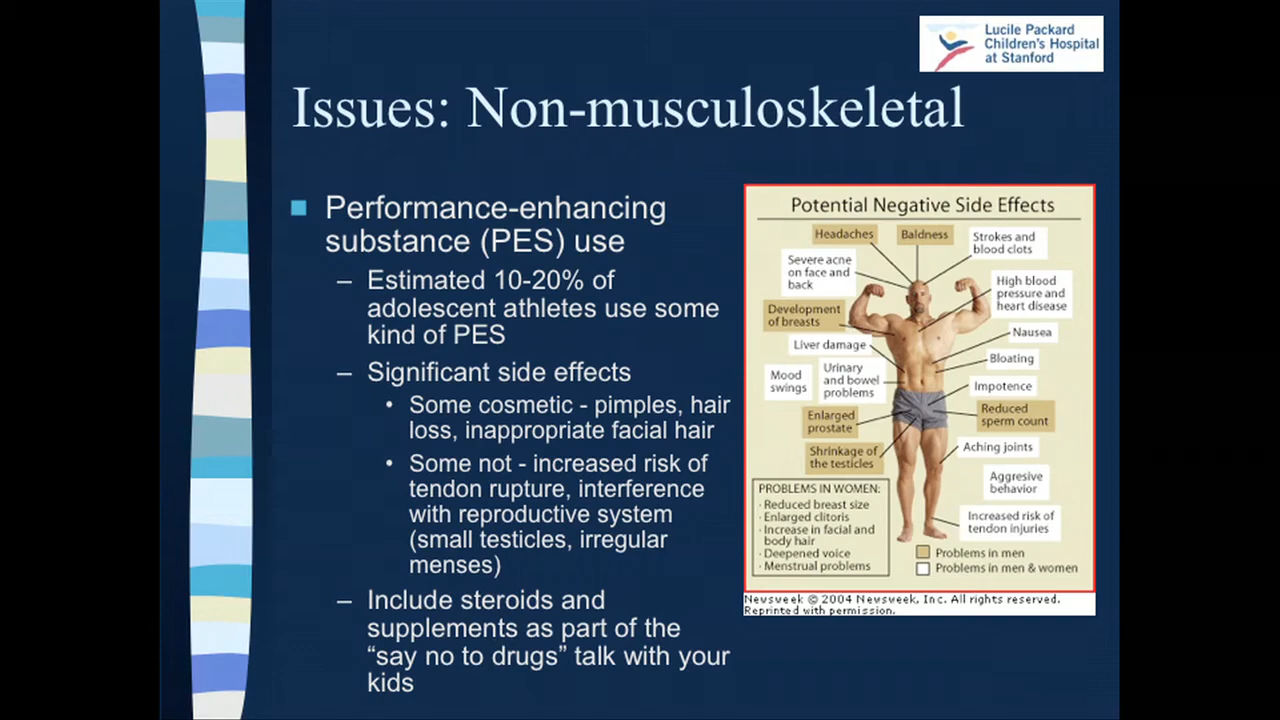 Lucile Packard
Children's Hospital
at Stanford
Issues: Non-musculoskeletal
Performance-enhancing
substance (PES) use
– Estimated 10-20% of
adolescent athletes use some
kind of PES
– Significant side effects
• Some cosmetic - pimples, hair
loss, inappropriate facial hair
• Some not - increased risk of
tendon rupture, interference
with reproductive system
(small testicles, irregular
menses)
– Include steroids and
supplements as part of the
“say no to drugs” talk with your
kids
Potential Negative Side Effects
Headaches
Baldness
Strokes and
blood clots
Severe acne
on face and
back
High blood
pressure and
heart disease
Development
of breasts
Nausea
Liver damage
Bloating
Mood
swings
Urinary
and bowel
problems
Impotence
Enlarged
prostate
Reduced
sperm count
Shrinkage of
the testicles
Aching joints
Aggresive
behavior
Increased risk of
tendon injuries
PROBLEMS IN WOMEN:
· Reduced breast size
· Enlarged clitoris
· Increase in facial and
body hair
· Deepened voice
· Menstrual problems
Problems in men
Problems in men & women
Newsweek © 2004 Newsweek, Inc. All rights reserved.
Reprinted with permission.